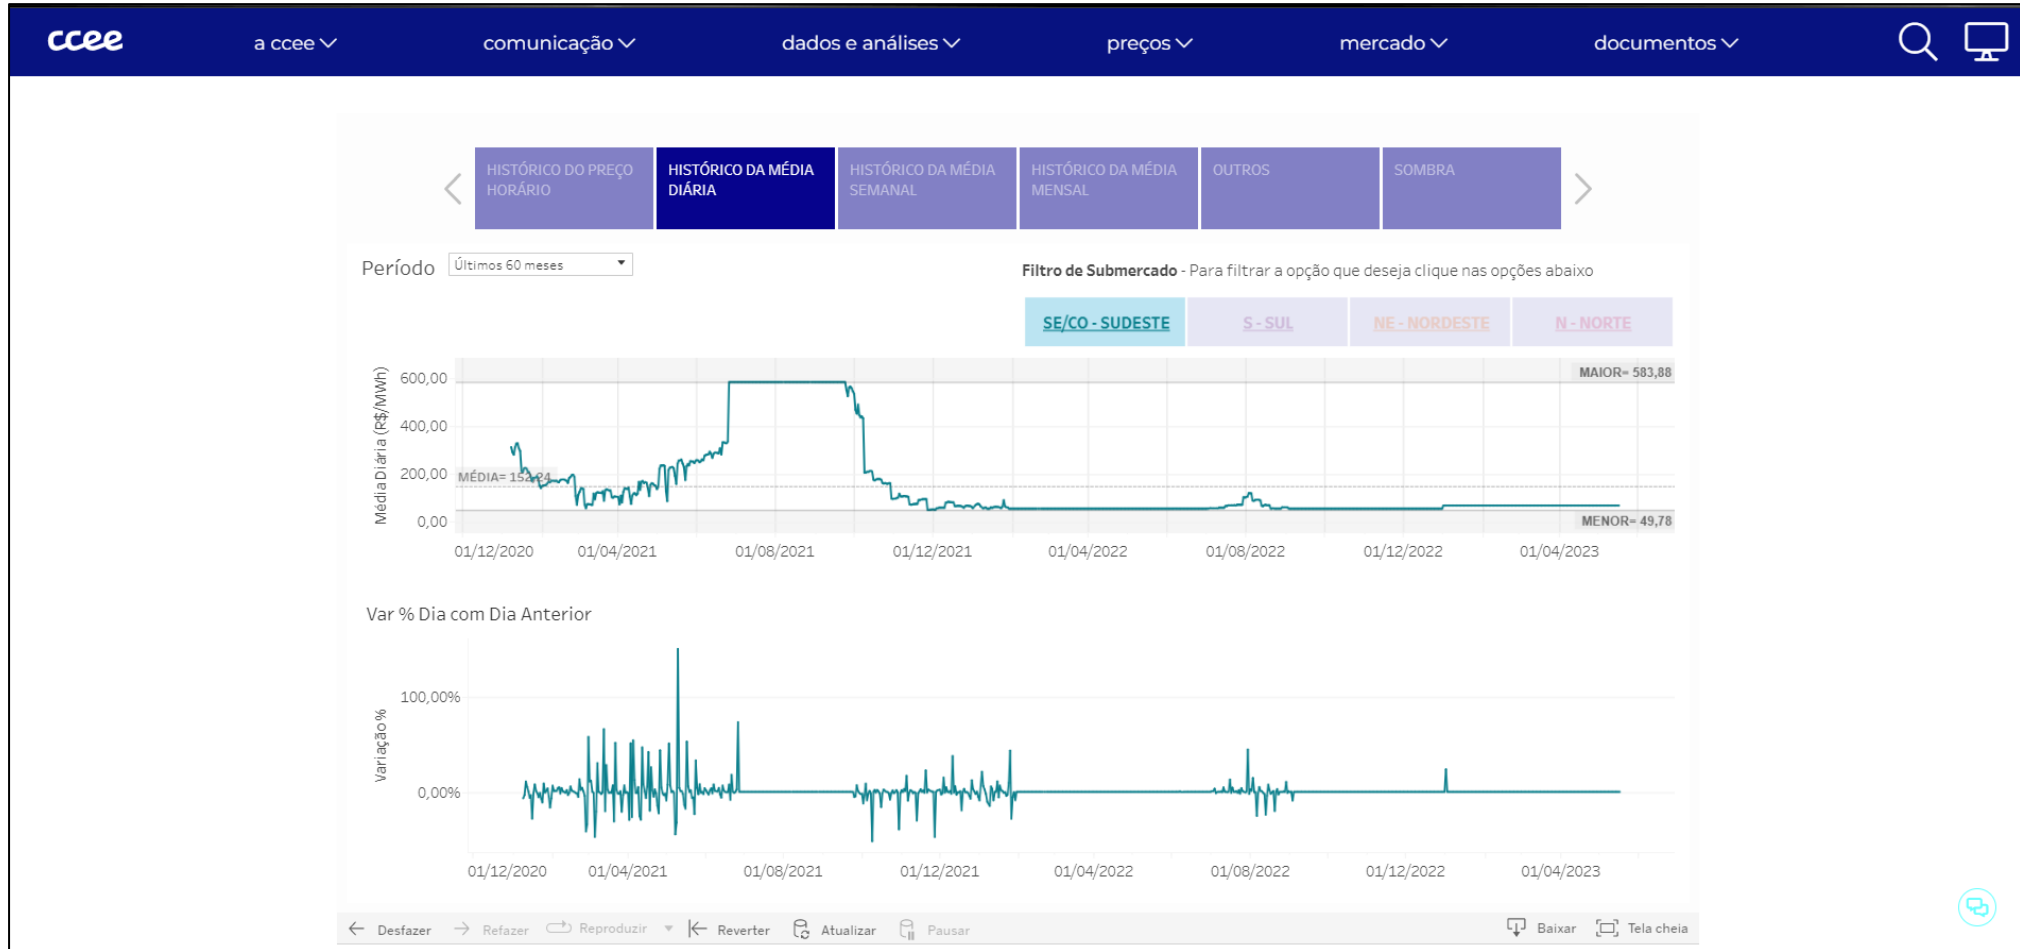 ccee
a ccee
comunicação
dados e análises
preços
mercado
documentos
HISTÓRICO DO PREÇO
HORÁRIO
HISTÓRICO DA MÉDIA
DIÁRIA
HISTÓRICO DA MÉDIA
SEMANAL
HISTÓRICO DA MÉDIA
MENSAL
OUTROS
SOMBRA
Período
Últimos 60 meses
Filtro de Submercado - Para filtrar a opção que deseja clique nas opções abaixo
SE/CO - SUDESTE
S - SUL
NE - NORDESTE
N - NORTE
Média Diária (R$/MWh)
600,00
400,00
200,00
0,00
MAIOR= 583,88
MÉDIA= 152,24
MENOR= 49,78
01/12/2020
01/04/2021
01/08/2021
01/12/2021
01/04/2022
01/08/2022
01/12/2022
01/04/2023
Var % Dia com Dia Anterior
Variação %
100,00%
0,00%
01/12/2020
01/04/2021
01/08/2021
01/12/2021
01/04/2022
01/08/2022
01/12/2022
01/04/2023
Desfazer
Refazer
Reproduzir
Reverter
Atualizar
Pausar
Baixar
Tela cheia